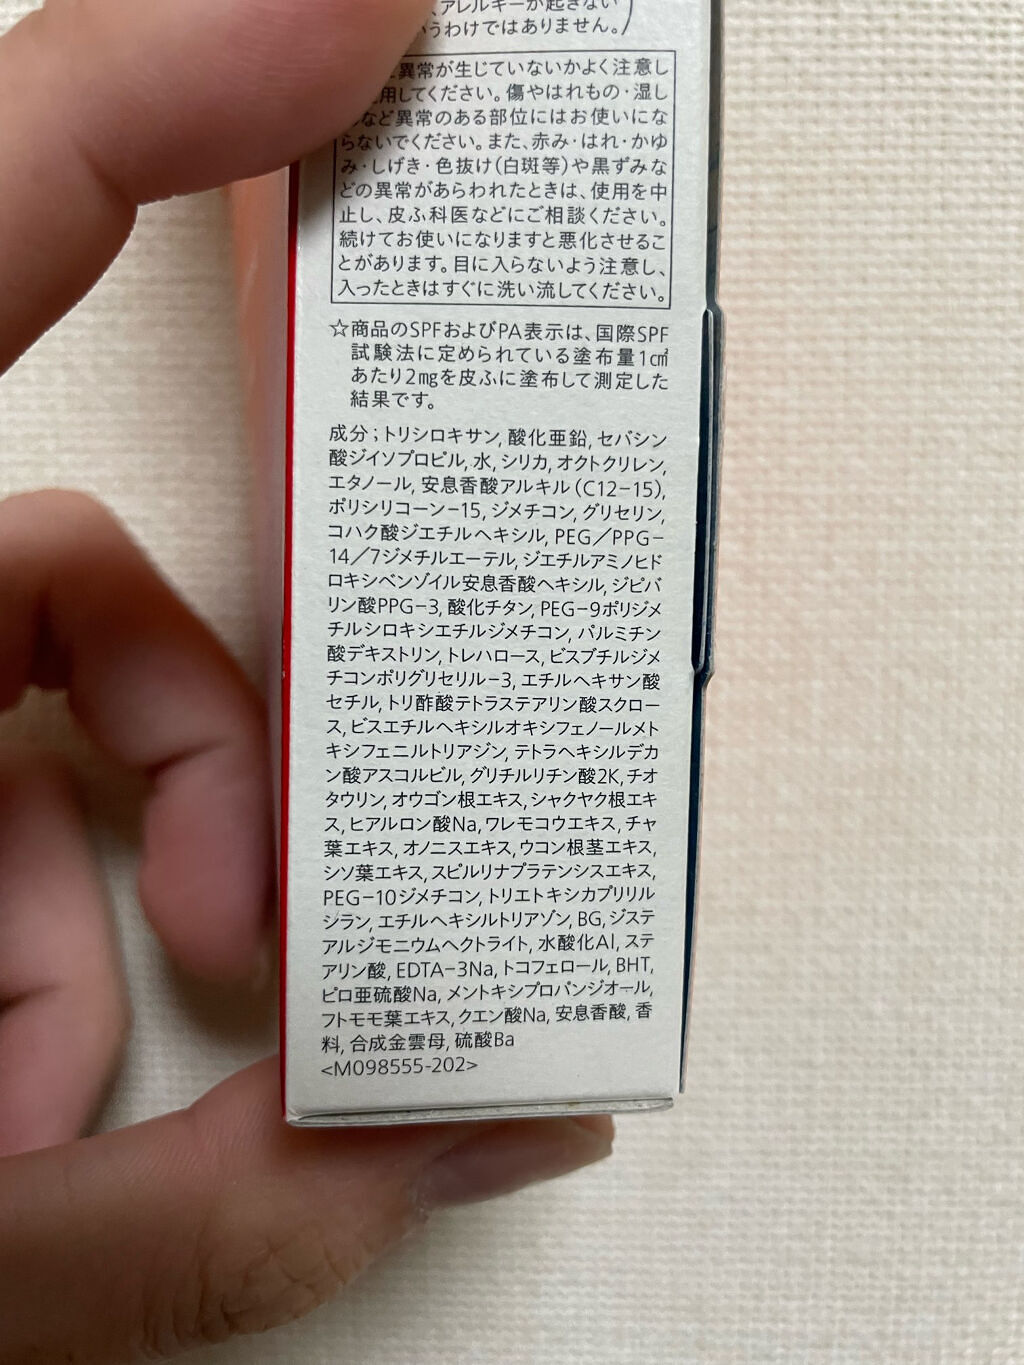 、アレルギーが起きない
うわけではありません。)
異常が生じていないかよく注意し
用してください。傷やはれもの・湿し
など異常のある部位にはお使いにな
らないでください。また、赤み・はれ・かゆ
み・しげき・色抜け(白斑等)や黒ずみな
どの異常があらわれたときは、使用を中
止し、皮ふ科医などにご相談ください。
続けてお使いになりますと悪化させるこ
とがあります。目に入らないよう注意し、
入ったときはすぐに洗い流してください。
☆商品のSPFおよびPA表示は、国際SPF
試験法に定められている塗布量1㎠
あたり2㎎を皮ふに塗布して測定した
結果です。
成分；トリシロキサン, 酸化亜鉛, セバシン
酸ジイソプロピル, 水, シリカ, オクトクリレン,
エタノール, 安息香酸アルキル(C12-15),
ポリシリコーン-15, ジメチコン, グリセリン,
コハク酸ジエチルヘキシル, PEG/PPG-
14/7ジメチルエーテル, ジエチルアミノヒド
ロキシベンゾイル安息香酸ヘキシル, ジピバ
リン酸PPG-3, 酸化チタン, PEG-9ポリジメ
チルシロキシエチルジメチコン, パルミチン
酸デキストリン, トレハロース, ビスブチルジメ
チコンポリグリセリル-3, エチルヘキサン酸
セチル, トリ酢酸テトラステアリン酸スクロー
ス, ビスエチルヘキシルオキシフェノールメト
キシフェニルトリアジン, テトラヘキシルデカ
ン酸アスコルビル, グリチルリチン酸2K, チオ
タウリン, オウゴン根エキス, シャクヤク根エキ
ス, ヒアルロン酸Na, ワレモコウエキス, チャ
葉エキス, オノニスエキス, ウコン根茎エキス,
シソ葉エキス, スピルリナプラテンシスエキス,
PEG-10ジメチコン, トリエトキシカプリリル
シラン, エチルヘキシルトリアゾン, BG, ジステ
アルジモニウムヘクトライト, 水酸化Al, ステ
アリン酸, EDTA-3Na, トコフェロール, BHT,
ピロ亜硫酸Na, メントキシプロパンジオール,
フトモモ葉エキス, クエン酸Na, 安息香酸, 香
料, 合成金雲母, 硫酸Ba
<M098555-202>